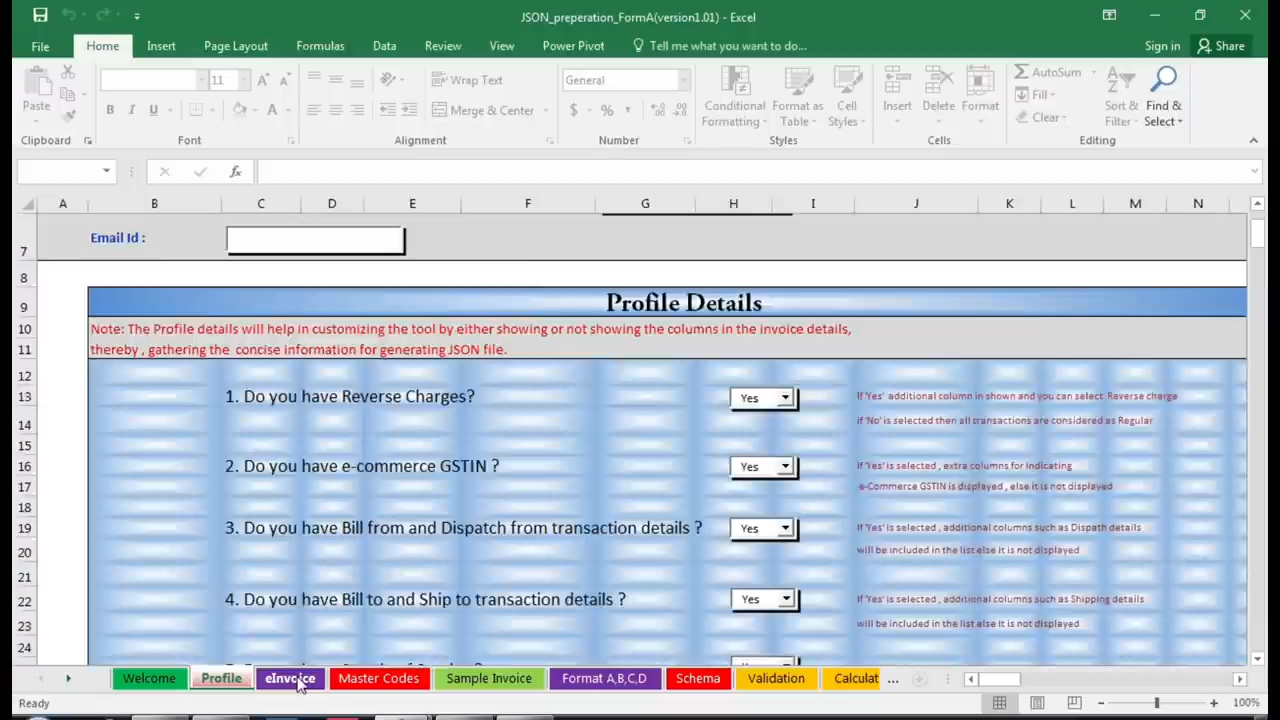 JSON_preperation_FormA(version1.01) - Excel
File Home Insert Page Layout Formulas Data Review View Power Pivot Tell me what you want to do... Sign in Share
Paste
11
Wrap Text
Merge & Center
General
Conditional Formatting
Format as Table
Cell Styles
Insert
Delete
Format
AutoSum
Fill
Clear
Sort & Filter
Find & Select
Clipboard Font Alignment Number Styles Cells Editing
fx
A B C D E F G H I J K L M N
7 Email Id :
8
9 Profile Details
10 Note: The Profile details will help in customizing the tool by either showing or not showing the columns in the invoice details,
11 thereby , gathering the concise information for generating JSON file.
12
13 1. Do you have Reverse Charges? Yes If 'Yes' additional column in shown and you can select Reverse charge
14 if 'No' is selected then all transactions are considered as Regular
15
16 2. Do you have e-commerce GSTIN ? Yes If 'Yes' is selected , extra columns for indicating
17 e-Commerce GSTIN is displayed , else it is not displayed
18
19 3. Do you have Bill from and Dispatch from transaction details ? Yes If 'Yes' is selected , additional columns such as Dispath details
20 will be included in the list else it is not displayed
21
22 4. Do you have Bill to and Ship to transaction details ? Yes If 'Yes' is selected , additional columns such as Shipping details
23 will be included in the list else it is not displayed
24
Welcome Profile eInvoice Master Codes Sample Invoice Format A,B,C,D Schema Validation Calculat ...
Ready 100%